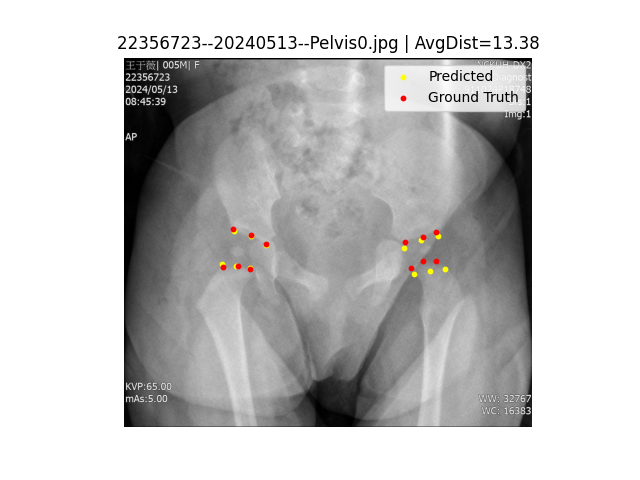 22356723--20240513--Pelvis0.jpg | AvgDist=13.38
王于薇| 005M| F
22356723
2024/05/13
08:45:39
AP
Predicted
Ground Truth
Img:1
KVP:65.00
mAs:5.00
WW: 32767
WC: 16383